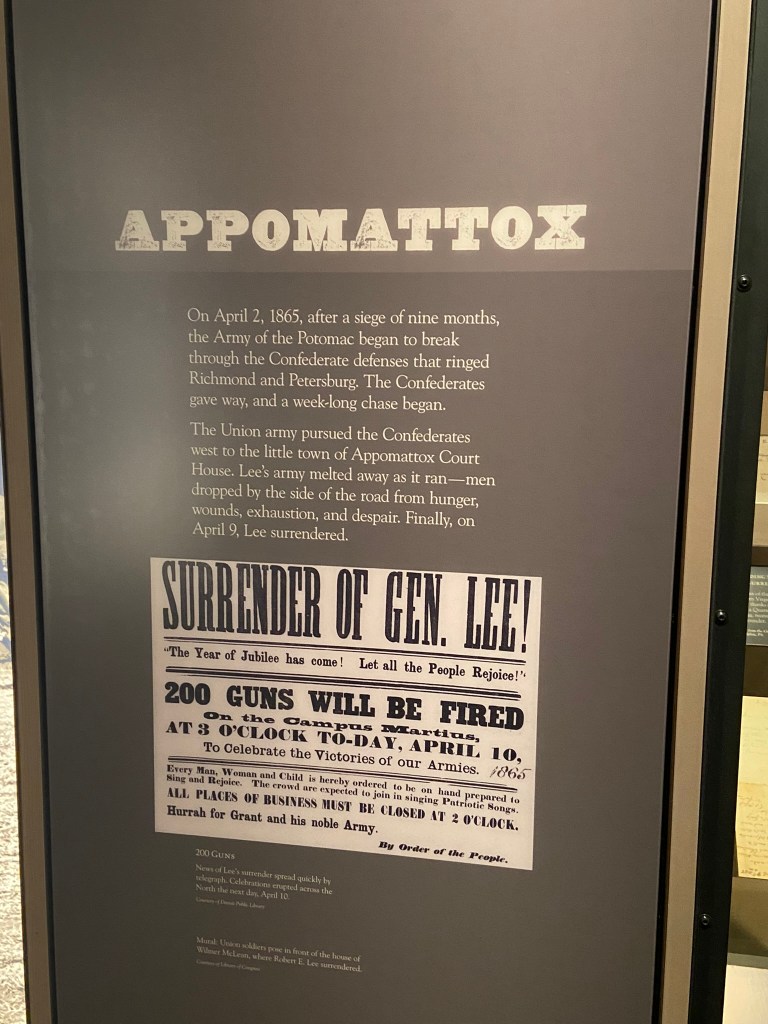 APPOMATTOX
On April 2, 1865, after a siege of nine months,
the Army of the Potomac began to break
through the Confederate defenses that ringed
Richmond and Petersburg. The Confederates
gave way, and a week-long chase began.
The Union army pursued the Confederates
west to the little town of Appomattox Court
House. Lee's army melted away as it ran—men
dropped by the side of the road from hunger,
wounds, exhaustion, and despair. Finally, on
April 9, Lee surrendered.
SURRENDER OF GEN. LEE!
"The Year of Jubilee has come! Let all the People Rejoice!"
200 GUNS WILL BE FIRED
On the Campus Martius,
AT 3 O'CLOCK TO-DAY, APRIL 10,
To Celebrate the Victories of our Armies. 1865
Every Man, Woman and Child is hereby ordered to be on hand prepared to
Sing and Rejoice. The crowd are expected to join in singing Patriotic Songs.
ALL PLACES OF BUSINESS MUST BE CLOSED AT 2 O'CLOCK.
Hurrah for Grant and his noble Army.
By Order of the People.
200 GUNS
News of Lee's surrender spread quickly by
telegraph. Celebrations erupted across the
North the next day, April 10.
Courtesy of Detroit Public Library
Mural: Union soldiers pose in front of the house of
Wilmer McLean, where Robert E. Lee surrendered.
Courtesy of Library of Congress